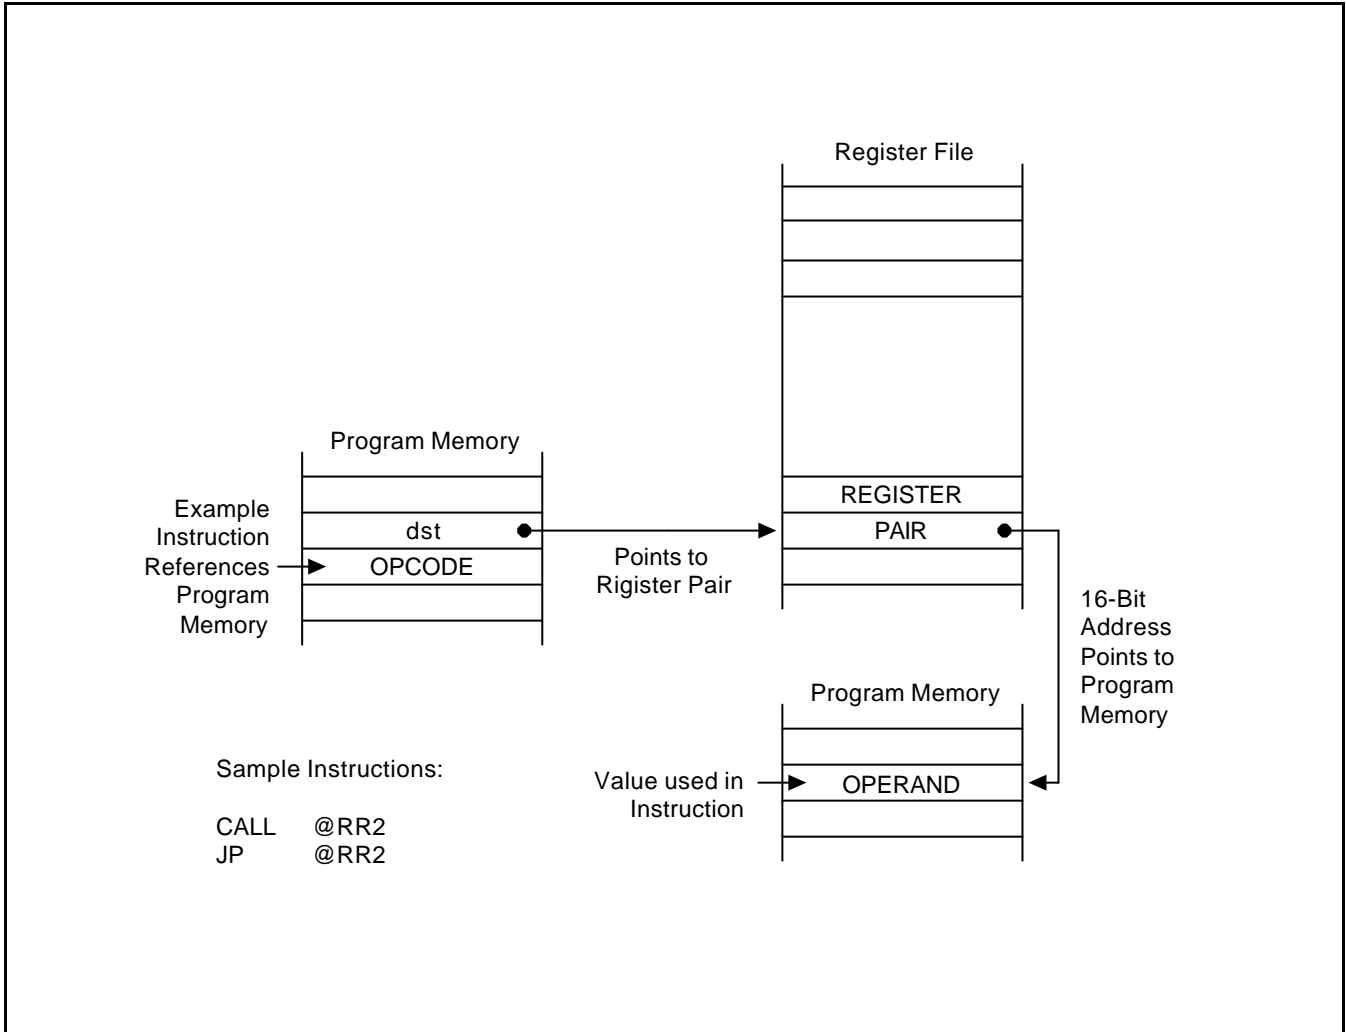 Register File
Program Memory
REGISTER
Example
Instruction
References
Program
Memory
dst
OPCODE
PAIR
Points to
Rigister Pair
16-Bit
Address
Points to
Program
Memory
Program Memory
Sample Instructions:
Value used in
Instruction
OPERAND
CALL @RR2
JP @RR2